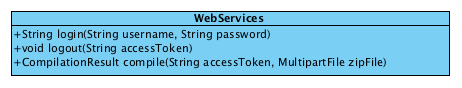 WebServices
+String login(String username, String password)
+void logout(String accessToken)
+CompilationResult compile(String accessToken, MultipartFile zipFile)